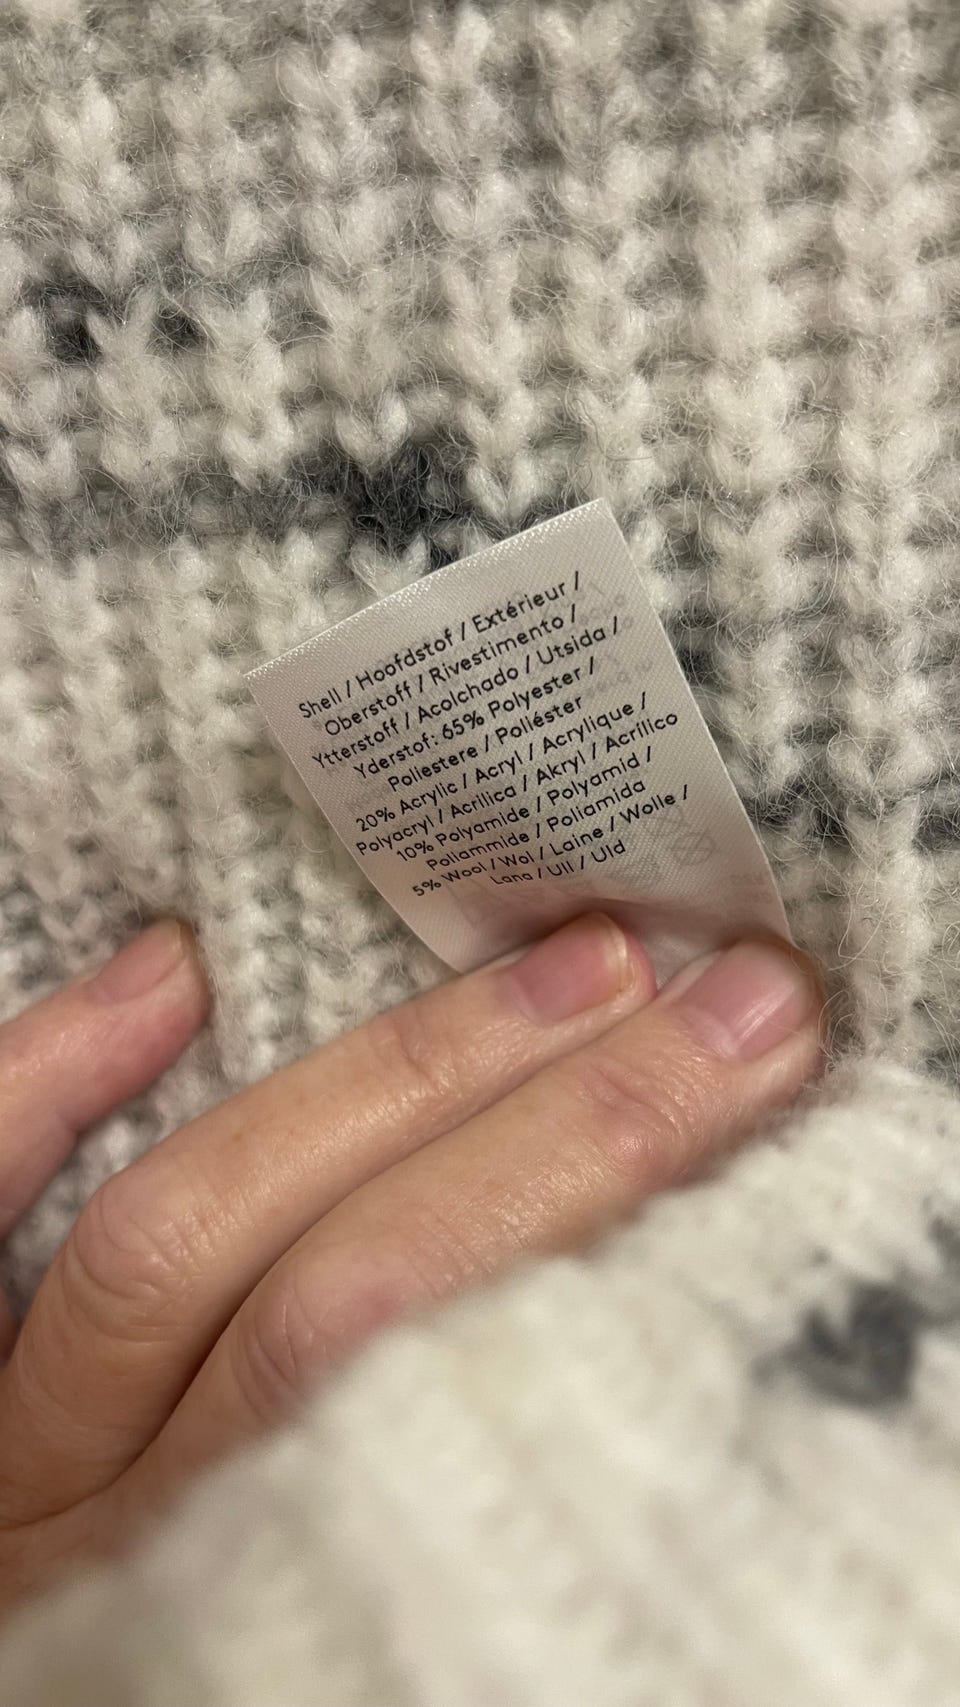 Shell / Hoofdstof / Extérieur /
Oberstoff / Rivestimento /
Ytterstoff / Acolchado / Utsida /
Yderstof: 65% Polyester /
Poliestere / Poliéster
20% Acrylic / Acryl / Acrylique /
Polyacryl / Acrilica / Akryl / Acrílico
10% Polyamide / Polyamid /
Poliammide / Poliamida
5% Wool / Wol / Laine / Wolle /
Lana / Ull / Uld